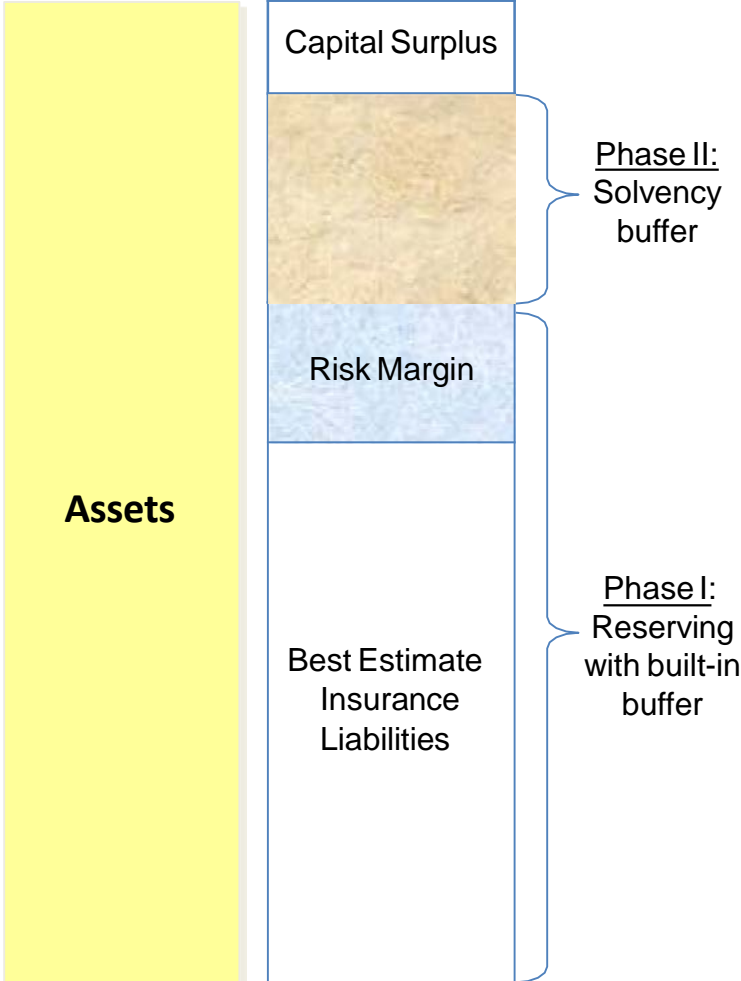 Capital Surplus
Phase II:
Solvency
buffer
Risk Margin
Assets
Best Estimate
Insurance
Liabilities
Phase I:
Reserving
with built-in
buffer